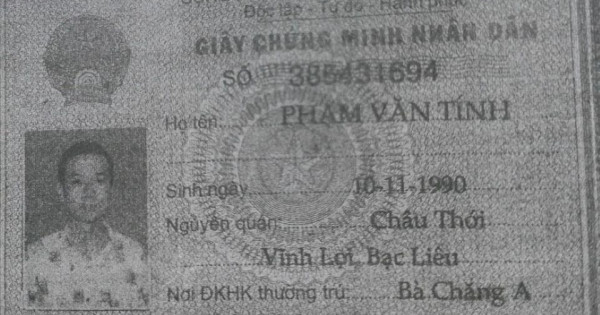 Độc lập - Tự do - Hạnh phúc
GIẤY CHỨNG MINH NHÂN DÂN
SỐ 385431694
Họ tên: PHẠM VĂN TÍNH
Sinh ngày 10-11-1990
Nguyên quán: Châu Thới
Vĩnh Lợi, Bạc Liêu
Nơi ĐKHK thường trú: Bà Chăng A